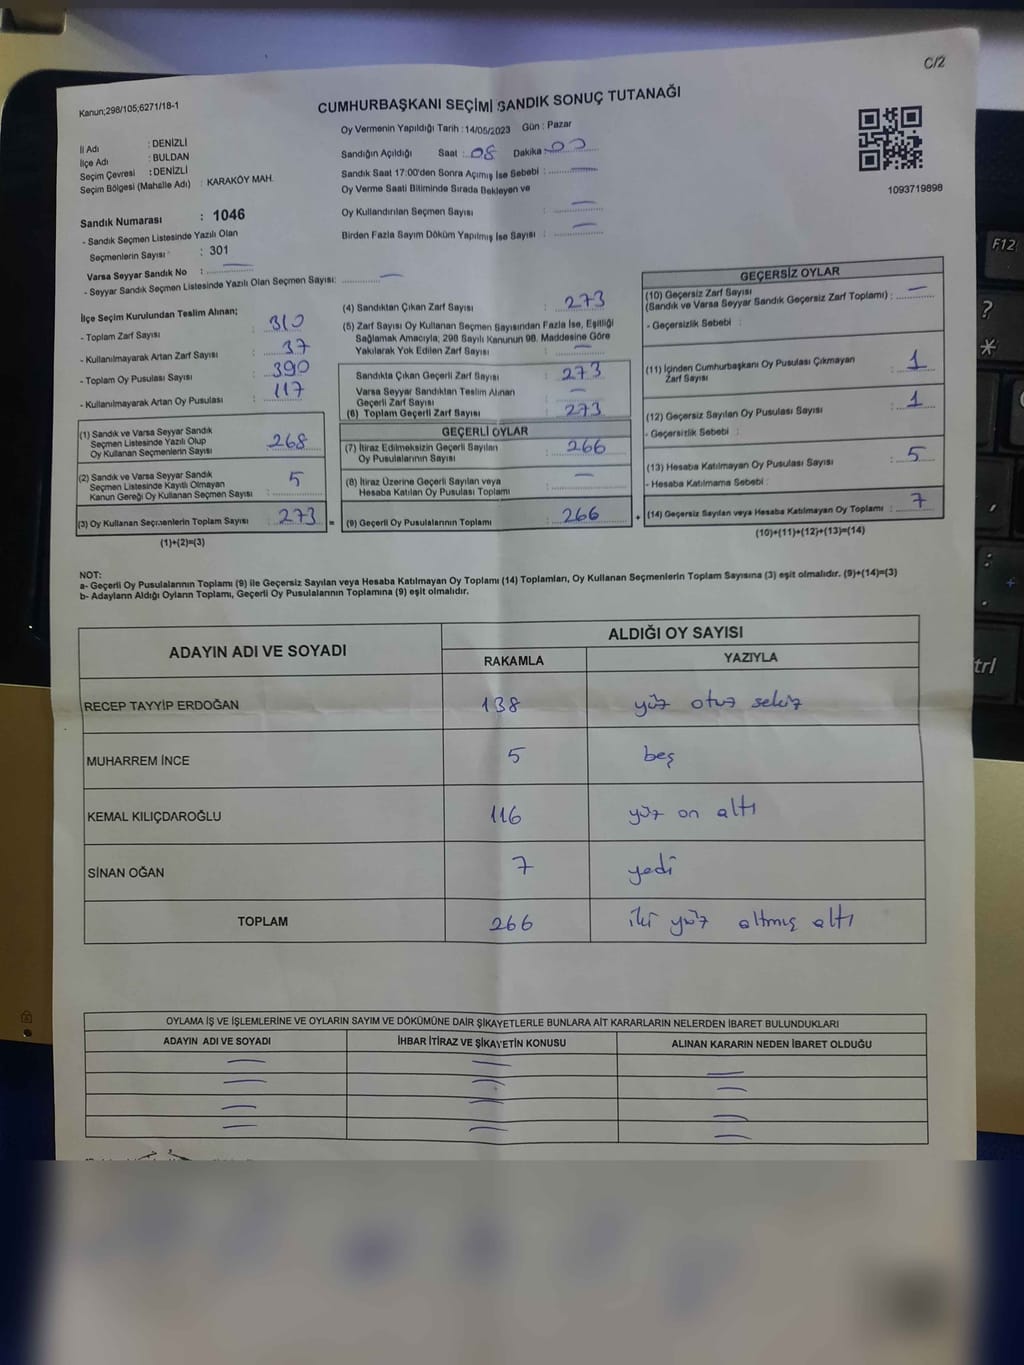 C/2
Kanun;298/105;6271/18-1
CUMHURBAŞKANI SEÇİMİ SANDIK SONUÇ TUTANAĞI
Oy Vermenin Yapıldığı Tarih : 14/05/2023 Gün : Pazar
İl Adı : DENİZLİ
İlçe Adı : BULDAN
Seçim Çevresi : DENİZLİ
Seçim Bölgesi (Mahalle Adı) : KARAKÖY MAH.
Sandığın Açıldığı Saat : 08 Dakika : 00
Sandık Saat 17:00'den Sonra Açımış İse Sebebi : —
Oy Verme Saati Bitiminde Sırada Bekleyen ve
Oy Kullandırılan Seçmen Sayısı : —
Birden Fazla Sayım Döküm Yapılmış İse Sayısı : —
1093719898
Sandık Numarası : 1046
- Sandık Seçmen Listesinde Yazılı Olan
Seçmenlerin Sayısı : 301
Varsa Seyyar Sandık No : —
- Seyyar Sandık Seçmen Listesinde Yazılı Olan Seçmen Sayısı: —
İlçe Seçim Kurulundan Teslim Alınan;
- Toplam Zarf Sayısı : 310
- Kullanılmayarak Artan Zarf Sayısı : 37
- Toplam Oy Pusulası Sayısı : 390
- Kullanılmayarak Artan Oy Pusulası : 117
(1) Sandık ve Varsa Seyyar Sandık
Seçmen Listesinde Yazılı Olup
Oy Kullanan Seçmenlerin Sayısı : 268
(2) Sandık ve Varsa Seyyar Sandık
Seçmen Listesinde Kayıtlı Olmayan
Kanun Gereği Oy Kullanan Seçmen Sayısı : 5
(3) Oy Kullanan Seçmenlerin Toplam Sayısı : 273 =
(1)+(2)=(3)
(4) Sandıktan Çıkan Zarf Sayısı : 273
(5) Zarf Sayısı Oy Kullanan Seçmen Sayısından Fazla İse, Eşitliği
Sağlamak Amacıyla, 298 Sayılı Kanunun 98. Maddesine Göre
Yakılarak Yok Edilen Zarf Sayısı : —
Sandıkta Çıkan Geçerli Zarf Sayısı : 273
Varsa Seyyar Sandıktan Teslim Alınan
Geçerli Zarf Sayısı : —
(6) Toplam Geçerli Zarf Sayısı : 273
GEÇERLİ OYLAR
(7) İtiraz Edilmeksizin Geçerli Sayılan
Oy Pusulalarının Sayısı : 266
(8) İtiraz Üzerine Geçerli Sayılan veya
Hesaba Katılan Oy Pusulası Toplamı : —
(9) Geçerli Oy Pusulalarının Toplamı : 266 +
GEÇERSİZ OYLAR
(10) Geçersiz Zarf Sayısı
(Sandık ve Varsa Seyyar Sandık Geçersiz Zarf Toplamı) : —
- Geçersizlik Sebebi :
(11) İçinden Cumhurbaşkanı Oy Pusulası Çıkmayan
Zarf Sayısı : 1
(12) Geçersiz Sayılan Oy Pusulası Sayısı : 1
- Geçersizlik Sebebi :
(13) Hesaba Katılmayan Oy Pusulası Sayısı : 5
- Hesaba Katılmama Sebebi :
(14) Geçersiz Sayılan veya Hesaba Katılmayan Oy Toplamı : 7
(10)+(11)+(12)+(13)=(14)
NOT:
a- Geçerli Oy Pusulalarının Toplamı (9) ile Geçersiz Sayılan veya Hesaba Katılmayan Oy Toplamı (14) Toplamları, Oy Kullanan Seçmenlerin Toplam Sayısına (3) eşit olmalıdır. (9)+(14)=(3)
b- Adayların Aldığı Oyların Toplamı, Geçerli Oy Pusulalarının Toplamına (9) eşit olmalıdır.
ADAYIN ADI VE SOYADI ALDIĞI OY SAYISI
RAKAMLA YAZIYLA
RECEP TAYYİP ERDOĞAN 138 yüz otuz sekiz
MUHARREM İNCE 5 beş
KEMAL KILIÇDAROĞLU 116 yüz on altı
SİNAN OĞAN 7 yedi
TOPLAM 266 iki yüz altmış altı
OYLAMA İŞ VE İŞLEMLERİNE VE OYLARIN SAYIM VE DÖKÜMÜNE DAİR ŞİKAYETLERLE BUNLARA AİT KARARLARIN NELERDEN İBARET BULUNDUKLARI
ADAYIN ADI VE SOYADI İHBAR İTİRAZ VE ŞİKAYETİN KONUSU ALINAN KARARIN NEDEN İBARET OLDUĞU
— — —
— — —
— — —
— — —
F12
?
*
,
;
+
.
trl